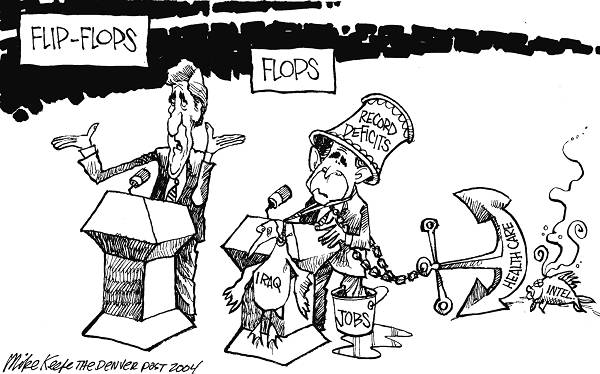 FLIP-FLOPS
FLOPS
RECORD
DEFICITS
IRAQ
JOBS
HEALTH CARE
INTEL
Mike Keefe THE DENVER POST 2004